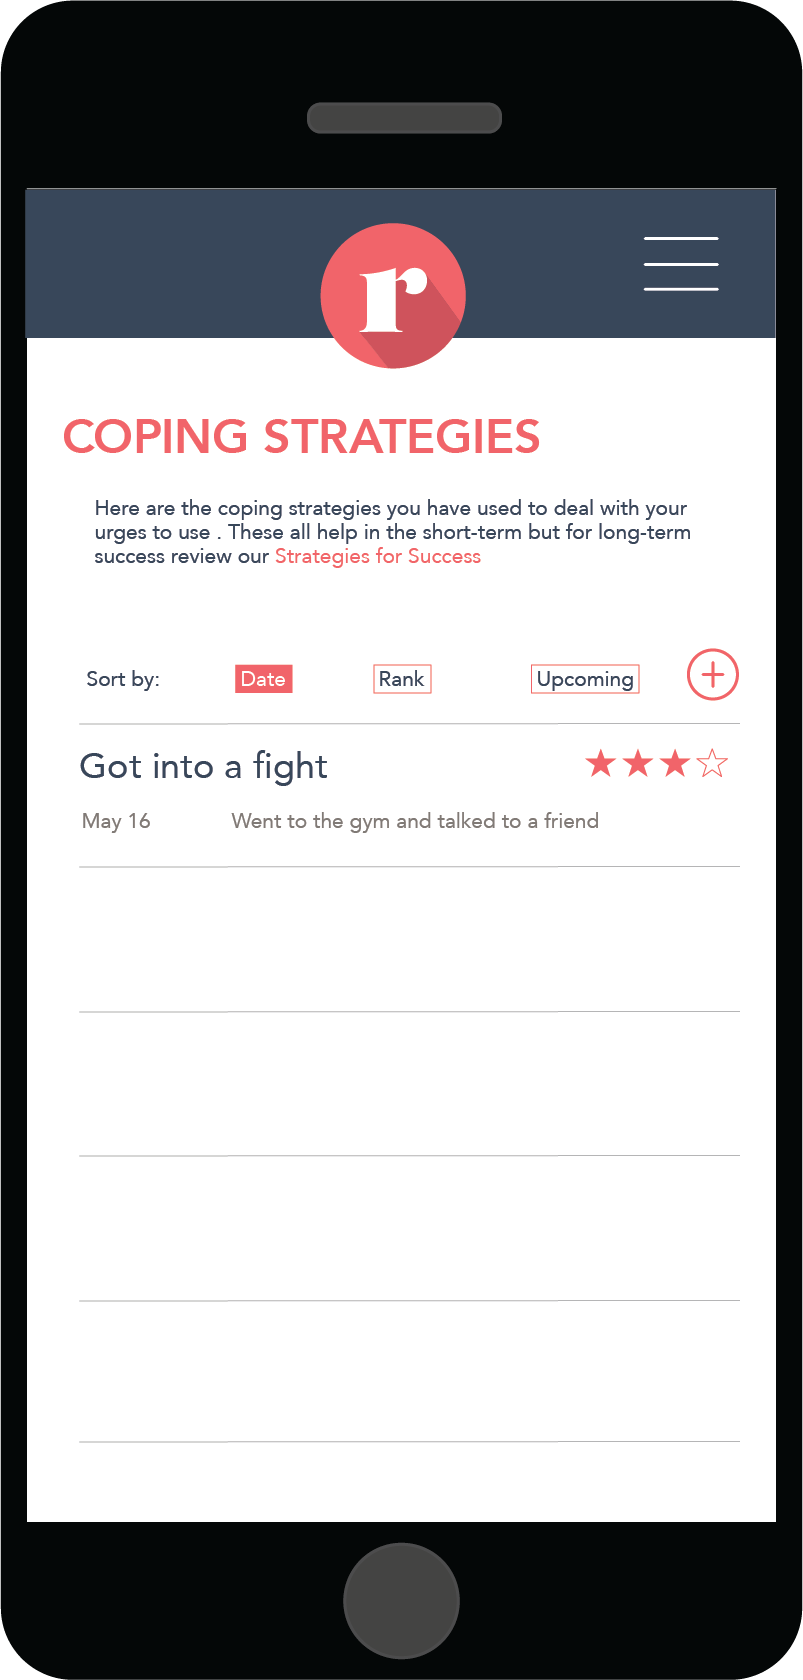 r
COPING STRATEGIES
Here are the coping strategies you have used to deal with your
urges to use . These all help in the short-term but for long-term
success review our Strategies for Success
Sort by: Date Rank Upcoming
Got into a fight
May 16 Went to the gym and talked to a friend